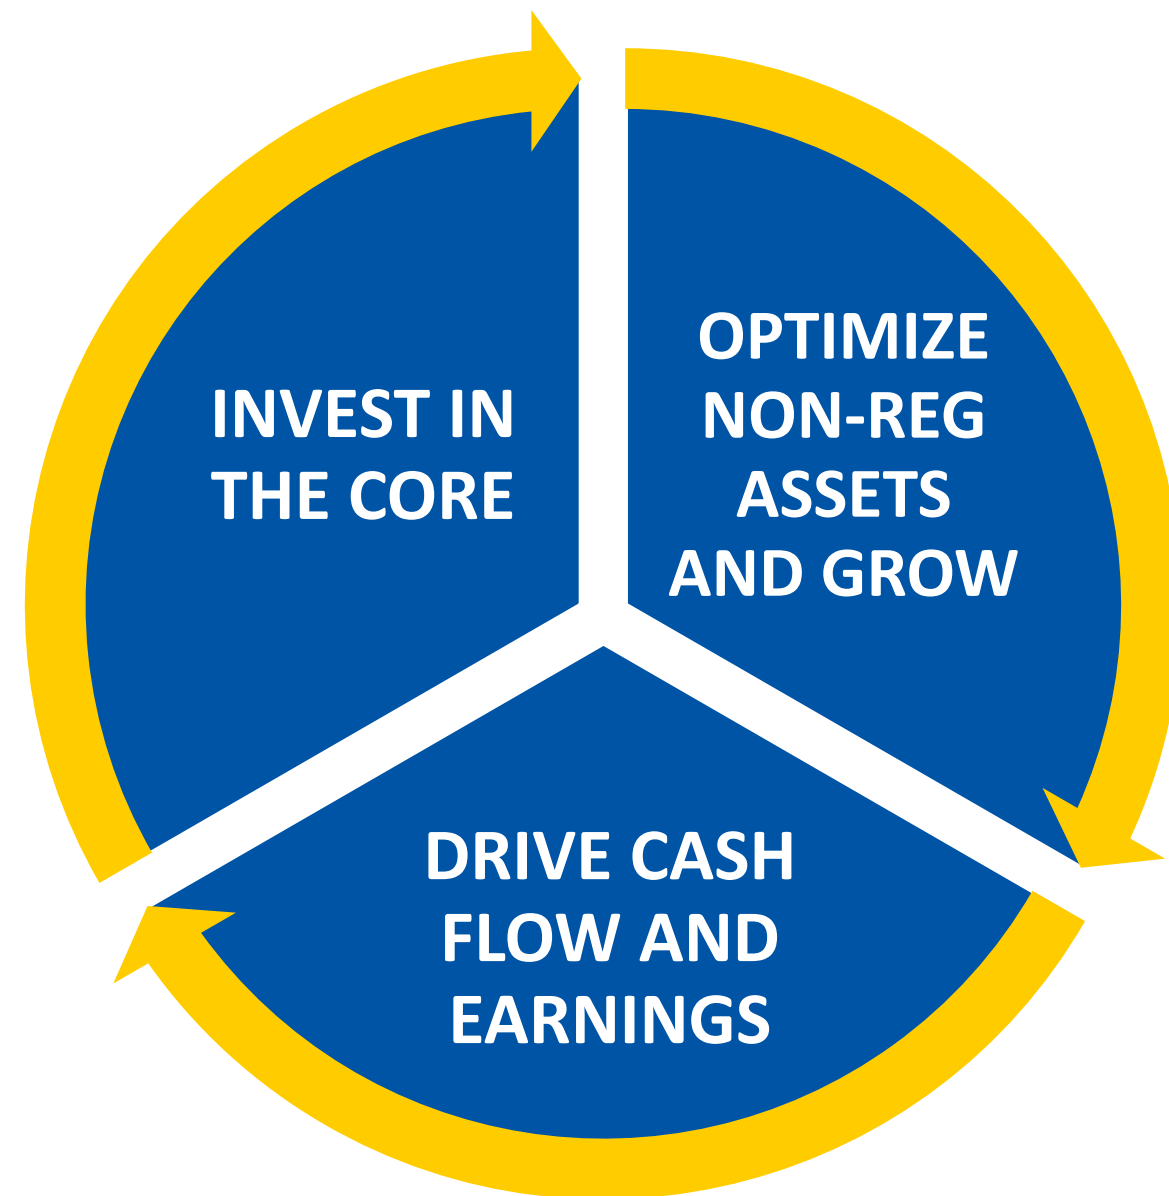 INVEST IN
THE CORE
OPTIMIZE
NON-REG
ASSETS
AND GROW
DRIVE CASH
FLOW AND
EARNINGS